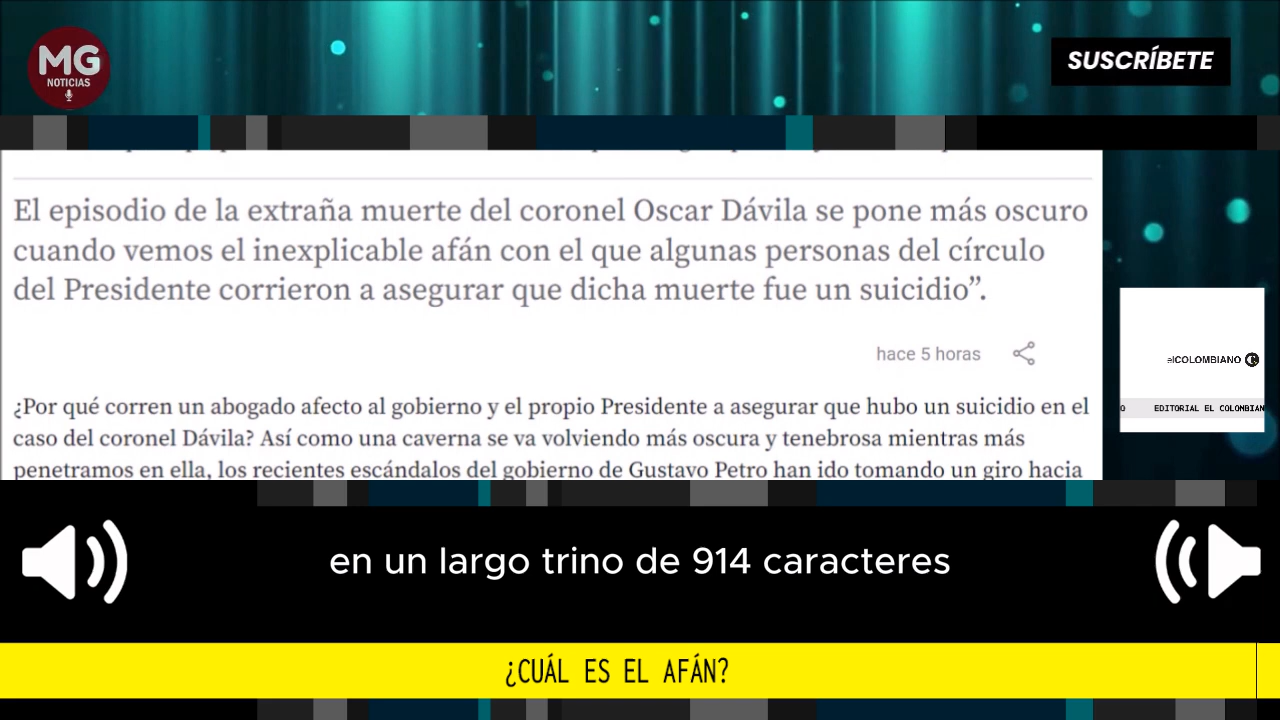 MG
NOTICIAS
SUSCRÍBETE
El episodio de la extraña muerte del coronel Oscar Dávila se pone más oscuro
cuando vemos el inexplicable afán con el que algunas personas del círculo
del Presidente corrieron a asegurar que dicha muerte fue un suicidio”.
hace 5 horas
¿Por qué corren un abogado afecto al gobierno y el propio Presidente a asegurar que hubo un suicidio en el
caso del coronel Dávila? Así como una caverna se va volviendo más oscura y tenebrosa mientras más
penetramos en ella, los recientes escándalos del gobierno de Gustavo Petro han ido tomando un giro hacia
elCOLOMBIANO
O EDITORIAL EL COLOMBIAN
en un largo trino de 914 caracteres
¿CUÁL ES EL AFÁN?